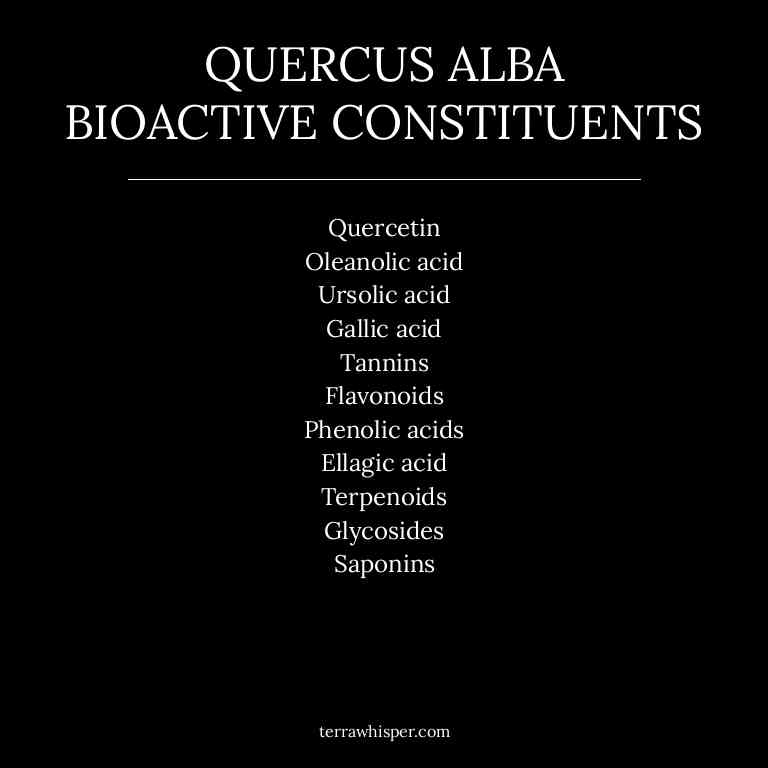 QUERCUS ALBA
BIOACTIVE CONSTITUENTS
Quercetin
Oleanolic acid
Ursolic acid
Gallic acid
Tannins
Flavonoids
Phenolic acids
Ellagic acid
Terpenoids
Glycosides
Saponins
terrawhisper.com